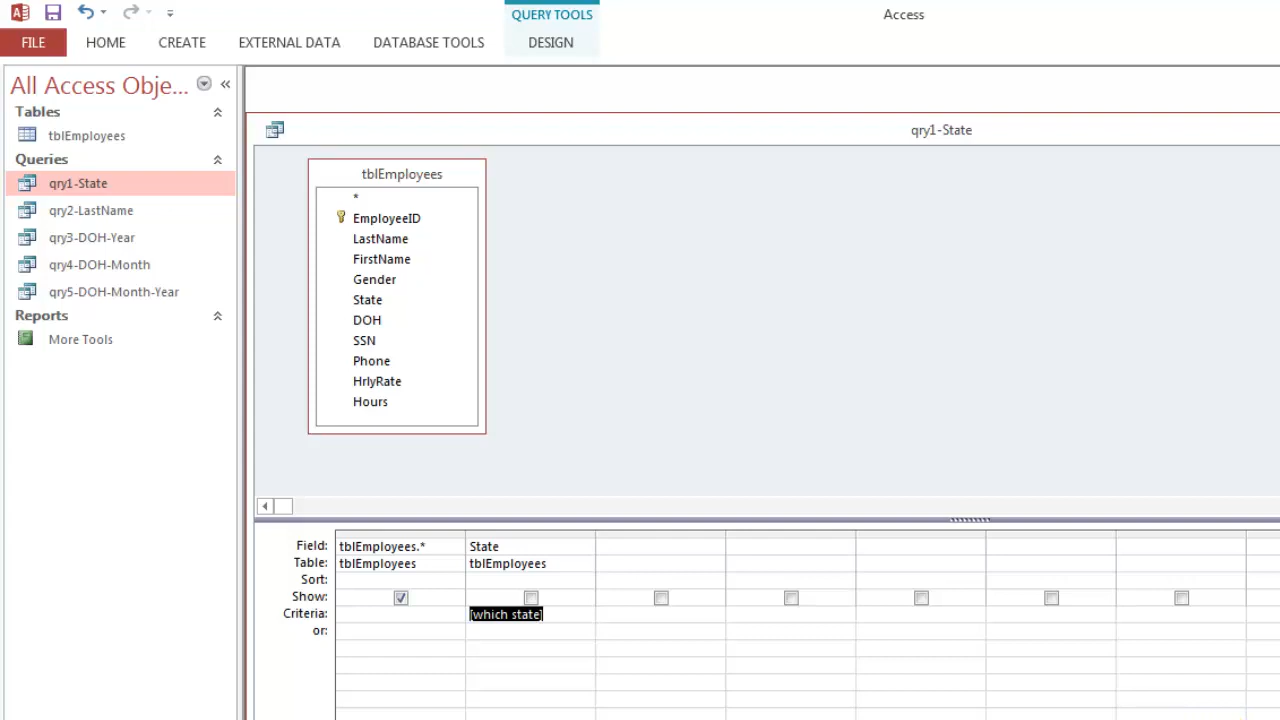 QUERY TOOLS
Access
FILE
HOME
CREATE
EXTERNAL DATA
DATABASE TOOLS
DESIGN
All Access Obje...
Tables
tblEmployees
Queries
qry1-State
qry2-LastName
qry3-DOH-Year
qry4-DOH-Month
qry5-DOH-Month-Year
Reports
More Tools
qry1-State
tblEmployees
*
EmployeeID
LastName
FirstName
Gender
State
DOH
SSN
Phone
HrlyRate
Hours
Field: tblEmployees.* State
Table: tblEmployees tblEmployees
Sort:
Show:
Criteria: [which state]
or: